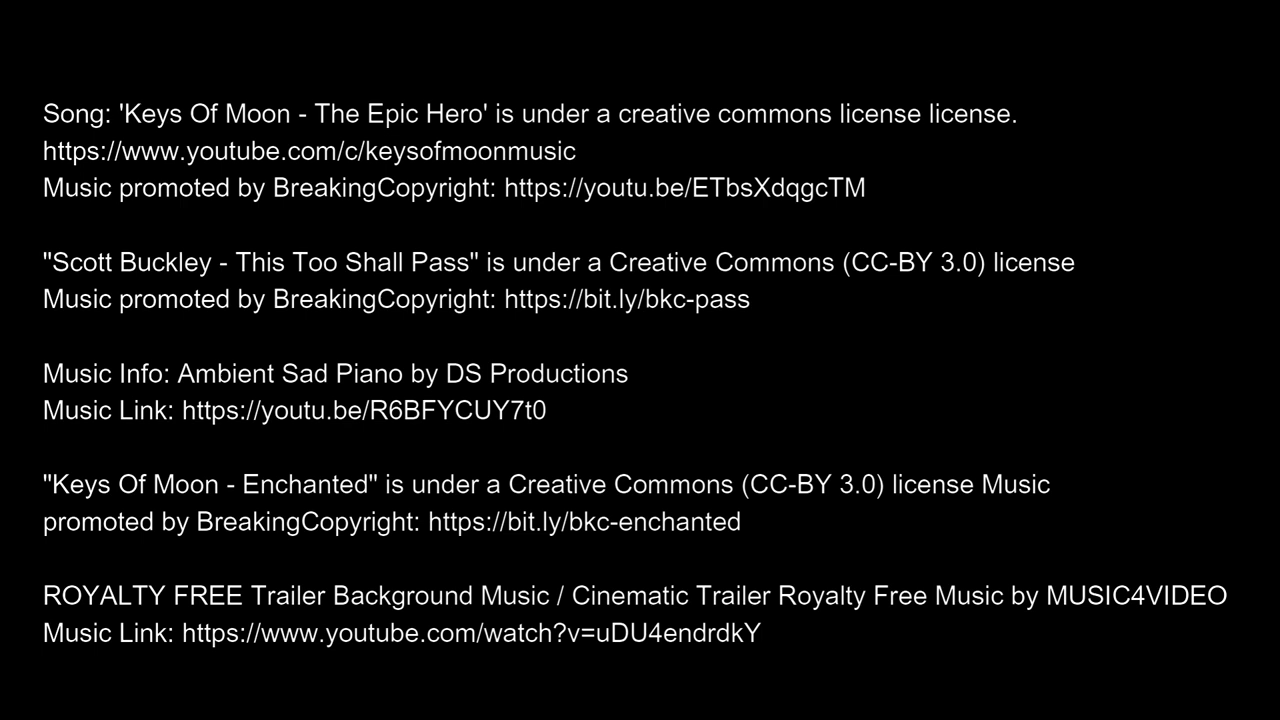 Song: 'Keys Of Moon - The Epic Hero' is under a creative commons license license.
https://www.youtube.com/c/keysofmoonmusic
Music promoted by BreakingCopyright: https://youtu.be/ETbsXdqgcTM
"Scott Buckley - This Too Shall Pass" is under a Creative Commons (CC-BY 3.0) license
Music promoted by BreakingCopyright: https://bit.ly/bkc-pass
Music Info: Ambient Sad Piano by DS Productions
Music Link: https://youtu.be/R6BFYCUY7t0
"Keys Of Moon - Enchanted" is under a Creative Commons (CC-BY 3.0) license Music
promoted by BreakingCopyright: https://bit.ly/bkc-enchanted
ROYALTY FREE Trailer Background Music / Cinematic Trailer Royalty Free Music by MUSIC4VIDEO
Music Link: https://www.youtube.com/watch?v=uDU4endrdkY